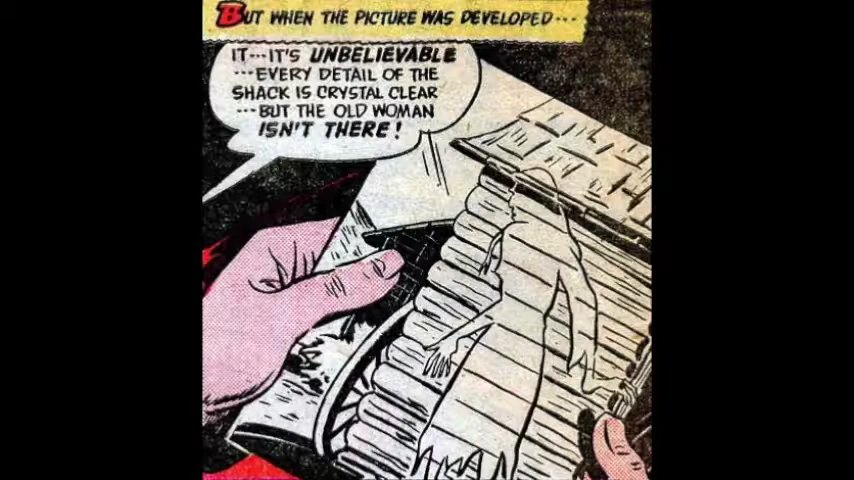 BUT WHEN THE PICTURE WAS DEVELOPED...
IT...IT'S UNBELIEVABLE
...EVERY DETAIL OF THE
SHACK IS CRYSTAL CLEAR
...BUT THE OLD WOMAN
ISN'T THERE!